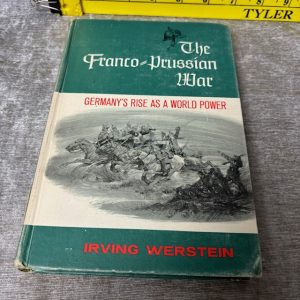 TYLER
The
Franco-Prussian
War
GERMANY'S RISE AS A WORLD POWER
IRVING WERSTEIN